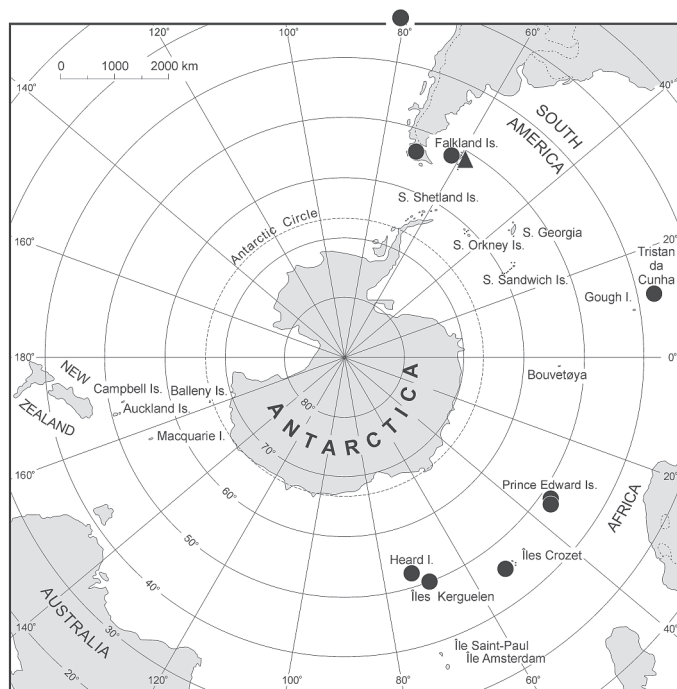 120°
100°
80°
60°
0 1000 2000 km
140°
40°
SOUTH
AMERICA
Falkland Is.
S. Shetland Is.
Antarctic Circle
S. Georgia
S. Orkney Is.
20°
160°
Tristan
da
Cunha
S. Sandwich Is.
Gough I.
180°
0°
NEW
ZEALAND
Bouvetøya
Campbell Is.
Balleny Is.
Auckland Is.
80°
ANTARCTICA
Macquarie I.
70°
160°
20°
Prince Edward Is.
60°
AFRICA
50°
Heard I.
Îles Crozet
Îles Kerguelen
40°
AUSTRALIA
30°
140°
40°
Île Saint-Paul
Île Amsterdam
20°
120°
100°
80°
60°